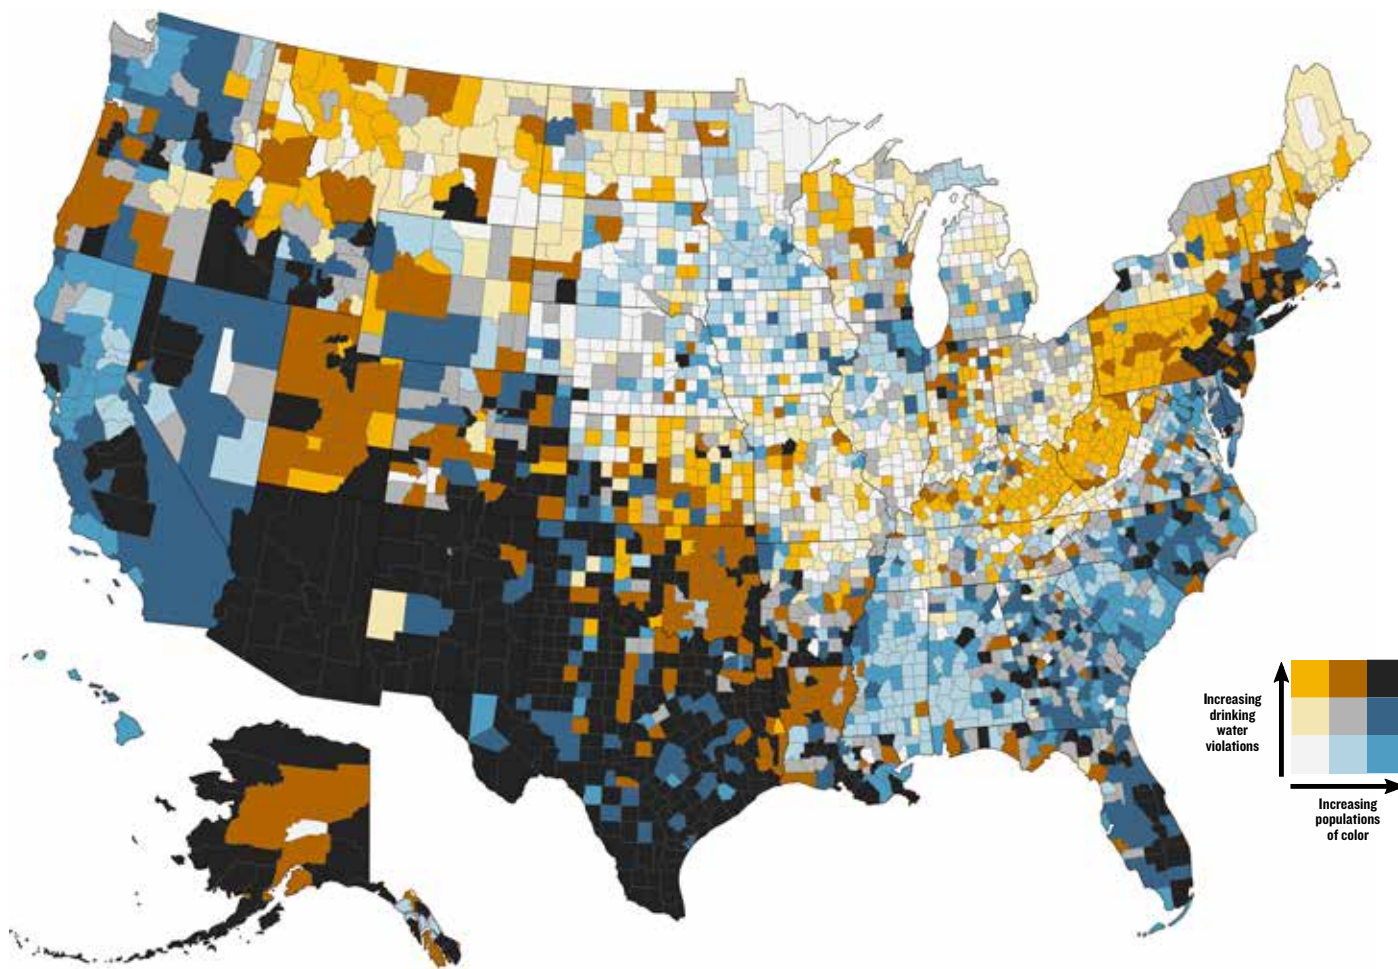 Increasing
drinking
water
violations
Increasing
populations
of color